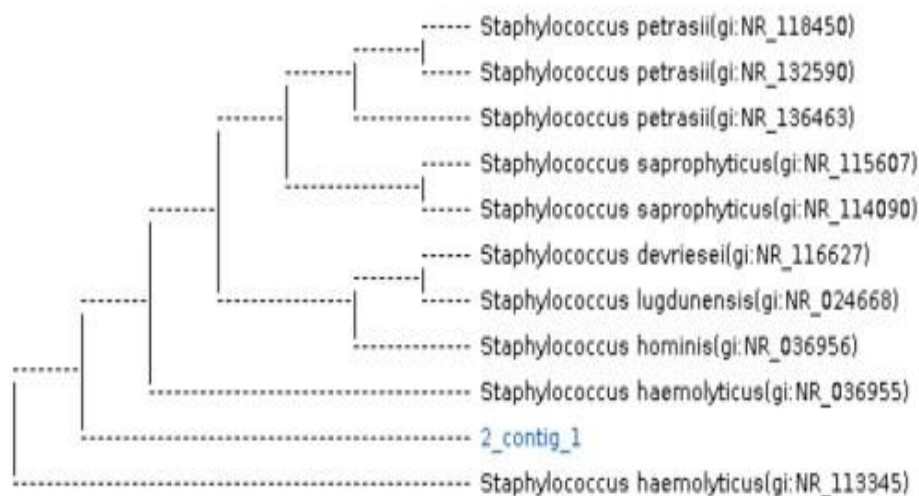 Staphylococcus petrasii(gi:NR_118450)
Staphylococcus petrasii(gi:NR_132590)
Staphylococcus petrasii(gi:NR_136463)
Staphylococcus saprophyticus(gi:NR_115607)
Staphylococcus saprophyticus(gi:NR_114090)
Staphylococcus devriesei(gi:NR_116627)
Staphylococcus lugdunensis(gi:NR_024668)
Staphylococcus hominis(gi:NR_036956)
Staphylococcus haemolyticus(gi:NR_036955)
2_contig_1
Staphylococcus haemolyticus(gi:NR_113345)